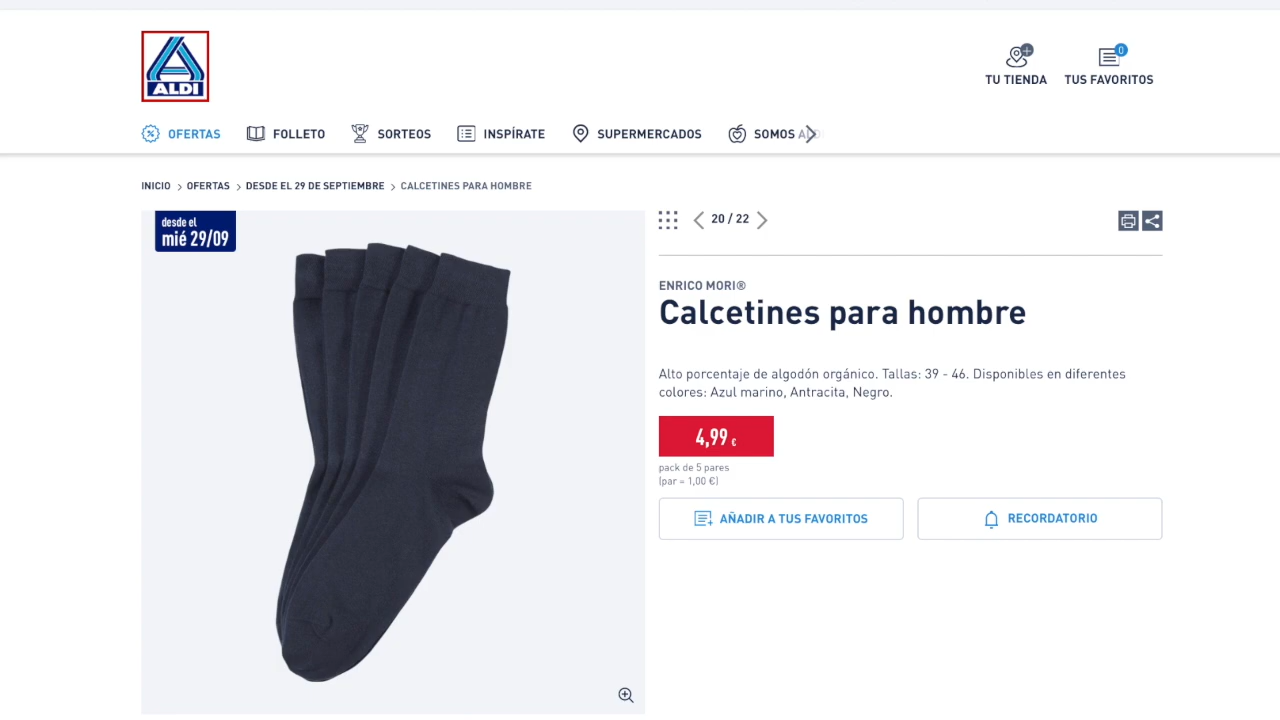 ALDI
TU TIENDA
0
TUS FAVORITOS
OFERTAS
FOLLETO
SORTEOS
INSPÍRATE
SUPERMERCADOS
SOMOS ALDI
INICIO > OFERTAS > DESDE EL 29 DE SEPTIEMBRE > CALCETINES PARA HOMBRE
desde el
mié 29/09
20 / 22
ENRICO MORI®
Calcetines para hombre
Alto porcentaje de algodón orgánico. Tallas: 39 - 46. Disponibles en diferentes
colores: Azul marino, Antracita, Negro.
4,99 €
pack de 5 pares
(par = 1,00 €)
AÑADIR A TUS FAVORITOS
RECORDATORIO